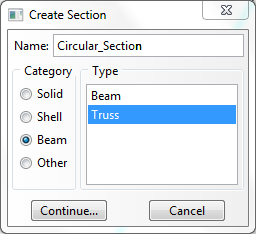 Create Section
Name: Circular_Section
Category Type
Solid Beam
Shell Truss
Beam
Other
Continue... Cancel